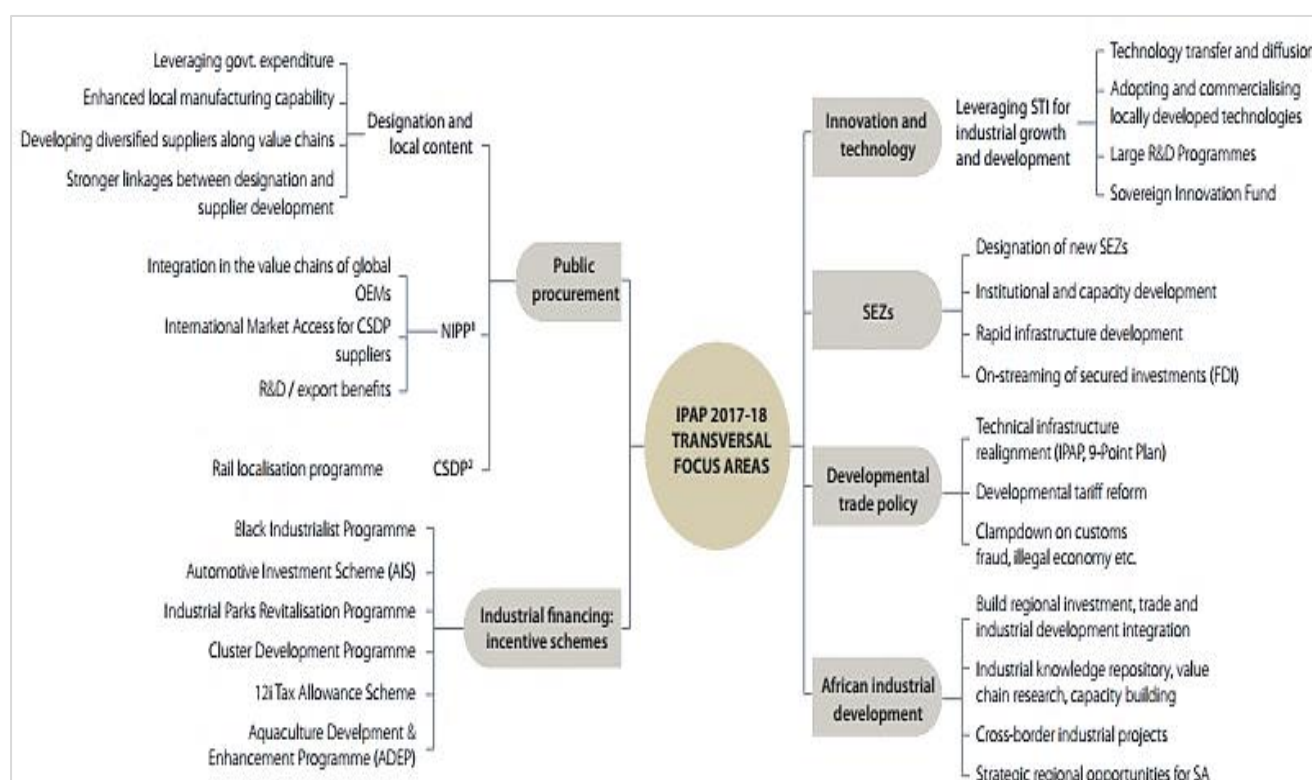 Leveraging govt. expenditure
Enhanced local manufacturing capability
Developing diversified suppliers along value chains
Stronger linkages between designation and
supplier development
Designation and
local content
Integration in the value chains of global
OEMs
International Market Access for CSDP
suppliers
R&D / export benefits
NIPP¹
Rail localisation programme
CSDP²
Public
procurement
Black Industrialist Programme
Automotive Investment Scheme (AIS)
Industrial Parks Revitalisation Programme
Cluster Development Programme
12i Tax Allowance Scheme
Aquaculture Develpment &
Enhancement Programme (ADEP)
Industrial financing:
incentive schemes
IPAP 2017-18
TRANSVERSAL
FOCUS AREAS
Innovation and
technology
Leveraging STI for
industrial growth
and development
Technology transfer and diffusion
Adopting and commercialising
locally developed technologies
Large R&D Programmes
Sovereign Innovation Fund
SEZs
Designation of new SEZs
Institutional and capacity development
Rapid infrastructure development
On-streaming of secured investments (FDI)
Developmental
trade policy
Technical infrastructure
realignment (IPAP, 9-Point Plan)
Developmental tariff reform
Clampdown on customs
fraud, illegal economy etc.
African industrial
development
Build regional investment, trade and
industrial development integration
Industrial knowledge repository, value
chain research, capacity building
Cross-border industrial projects
Strategic regional opportunities for SA